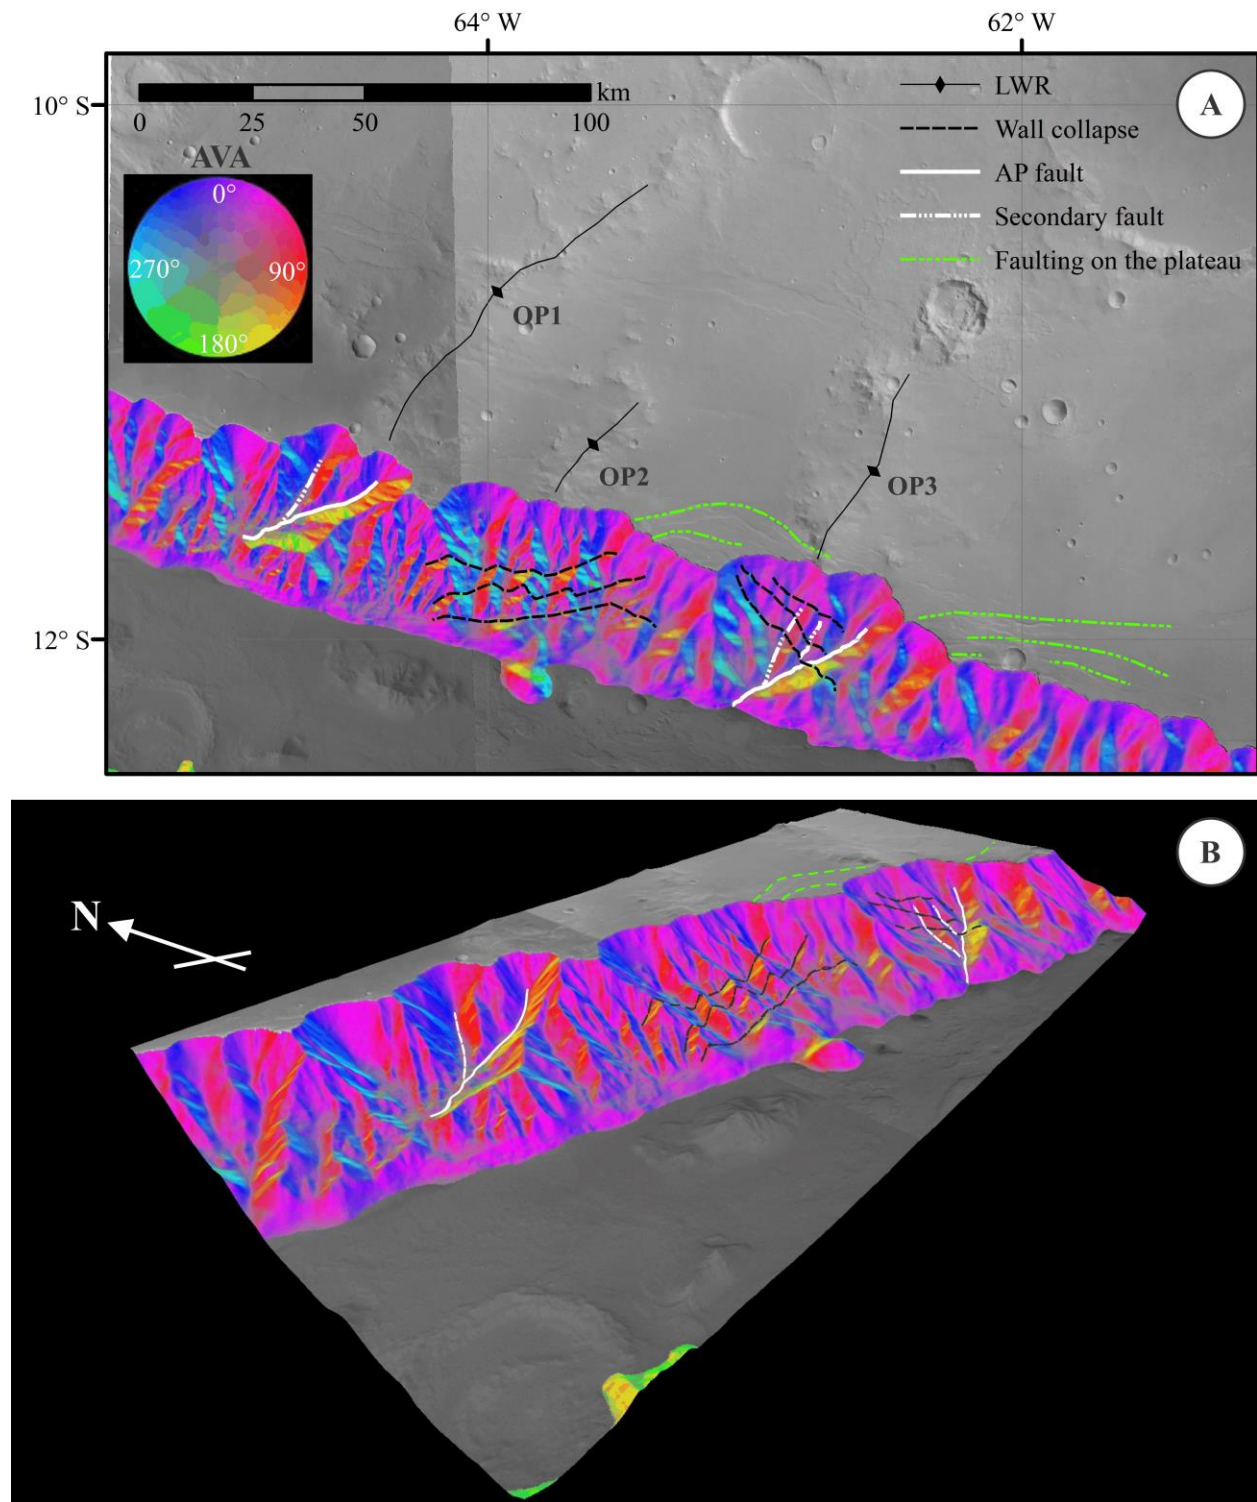 64° W 62° W
10° S
12° S
km
0 25 50 100
AVA
0°
270° 90°
180°
LWR
Wall collapse
AP fault
Secondary fault
Faulting on the plateau
A
OP1
OP2
OP3
B
N